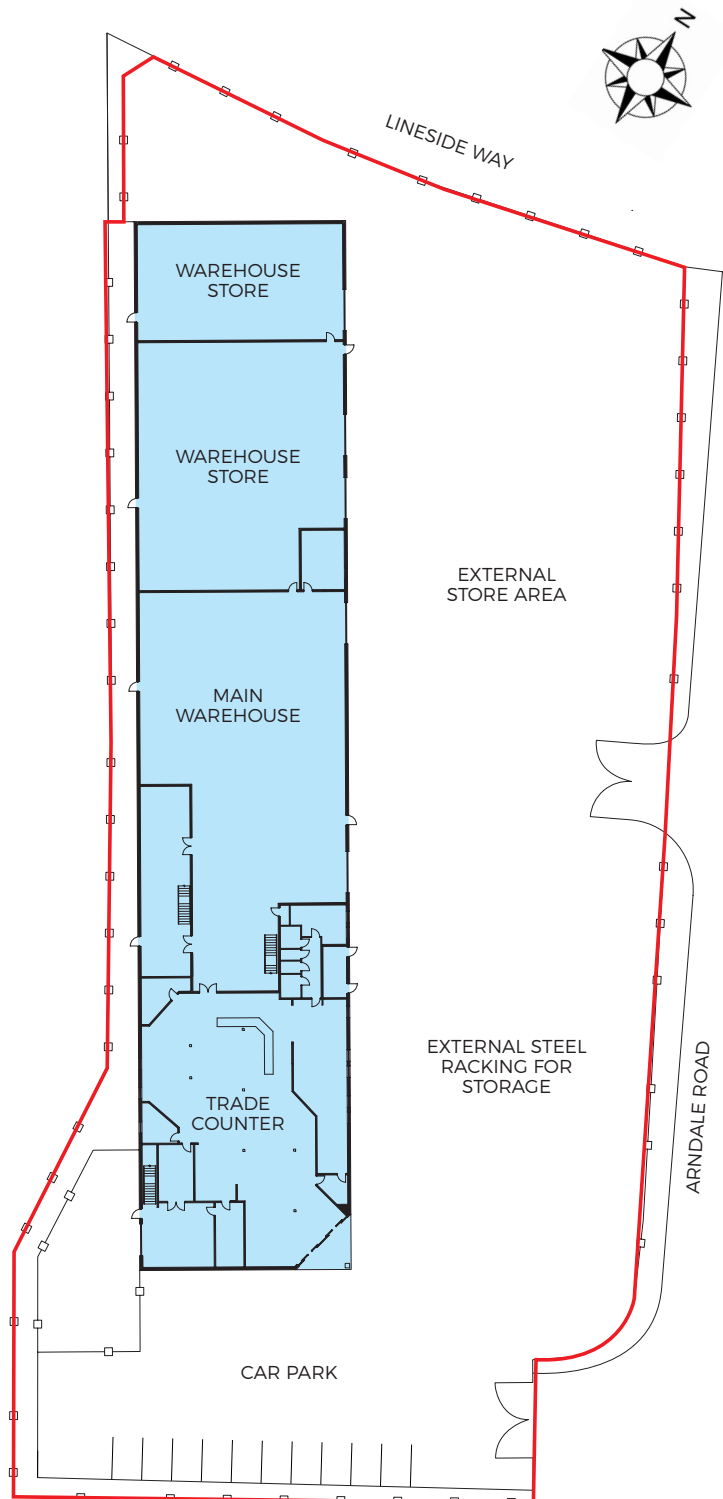 N
LINESIDE WAY
WAREHOUSE
STORE
WAREHOUSE
STORE
EXTERNAL
STORE AREA
MAIN
WAREHOUSE
EXTERNAL STEEL
RACKING FOR
STORAGE
TRADE
COUNTER
ARNDALE ROAD
CAR PARK